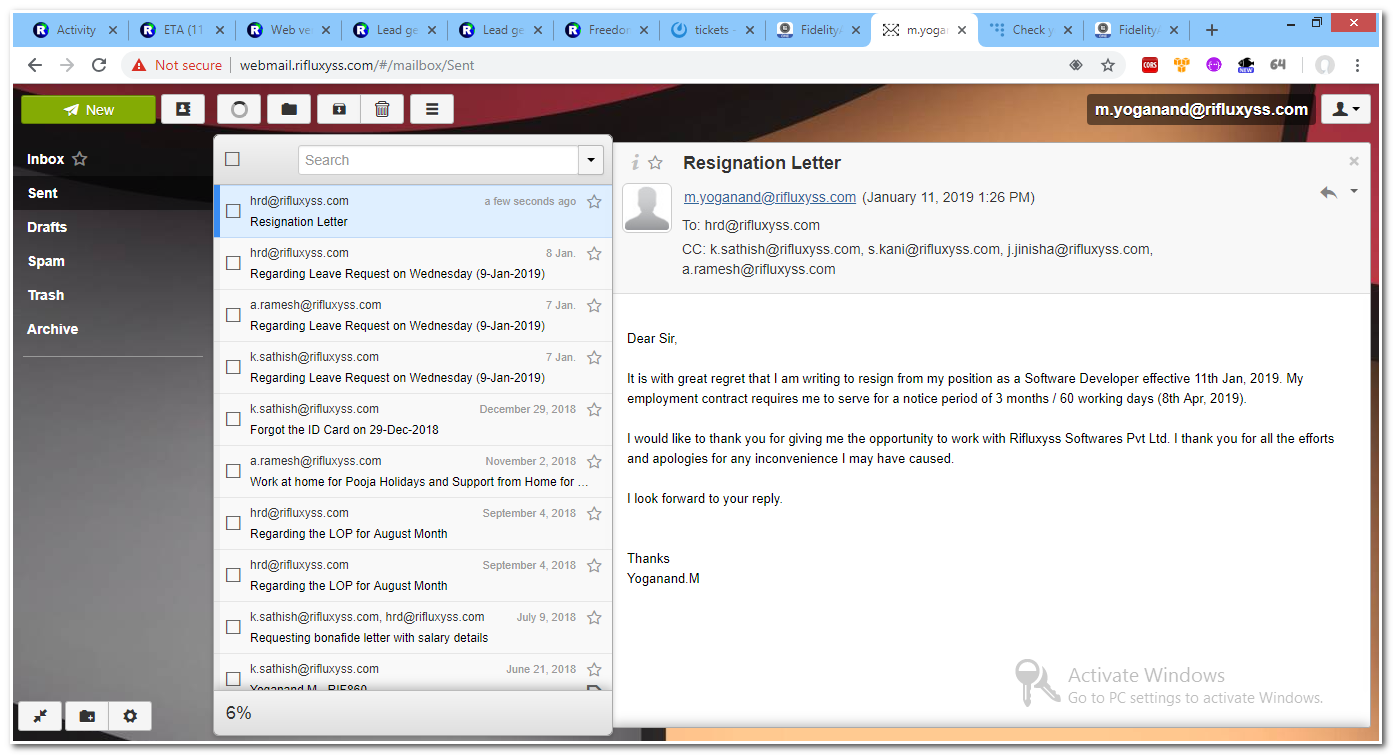 Activity
ETA (11
Web ve
Lead ge
Lead ge
Freedom
tickets -
Fidelity/
m.yogan
Check y
Fidelity/
Not secure
webmail.rifluxyss.com/#/mailbox/Sent
CORS
NEW
64
New
m.yoganand@rifluxyss.com
Inbox
Sent
Drafts
Spam
Trash
Archive
Search
hrd@rifluxyss.com a few seconds ago
Resignation Letter
hrd@rifluxyss.com 8 Jan.
Regarding Leave Request on Wednesday (9-Jan-2019)
a.ramesh@rifluxyss.com 7 Jan.
Regarding Leave Request on Wednesday (9-Jan-2019)
k.sathish@rifluxyss.com 7 Jan.
Regarding Leave Request on Wednesday (9-Jan-2019)
k.sathish@rifluxyss.com December 29, 2018
Forgot the ID Card on 29-Dec-2018
a.ramesh@rifluxyss.com November 2, 2018
Work at home for Pooja Holidays and Support from Home for ...
hrd@rifluxyss.com September 4, 2018
Regarding the LOP for August Month
hrd@rifluxyss.com September 4, 2018
Regarding the LOP for August Month
k.sathish@rifluxyss.com, hrd@rifluxyss.com July 9, 2018
Requesting bonafide letter with salary details
k.sathish@rifluxyss.com June 21, 2018
Yoganand.M - RIF860
6%
Resignation Letter
m.yoganand@rifluxyss.com (January 11, 2019 1:26 PM)
To: hrd@rifluxyss.com
CC: k.sathish@rifluxyss.com, s.kani@rifluxyss.com, j.jinisha@rifluxyss.com,
a.ramesh@rifluxyss.com
Dear Sir,
It is with great regret that I am writing to resign from my position as a Software Developer effective 11th Jan, 2019. My
employment contract requires me to serve for a notice period of 3 months / 60 working days (8th Apr, 2019).
I would like to thank you for giving me the opportunity to work with Rifluxyss Softwares Pvt Ltd. I thank you for all the efforts
and apologies for any inconvenience I may have caused.
I look forward to your reply.
Thanks
Yoganand.M
Activate Windows
Go to PC settings to activate Windows.